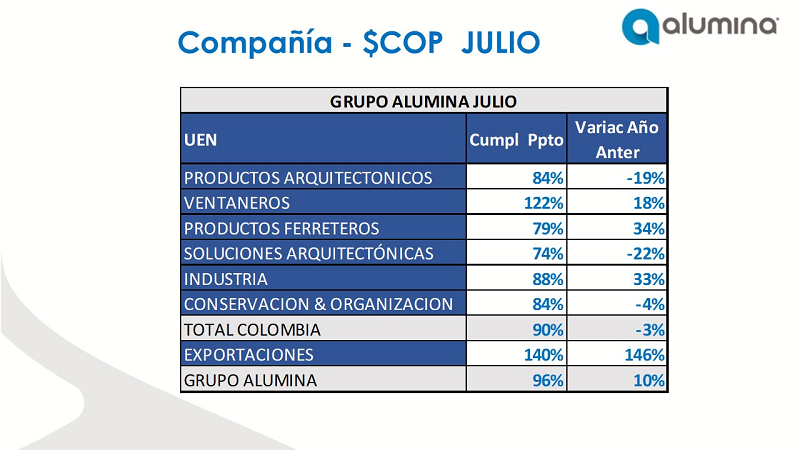 Compañía - $COP JULIO
alumina
GRUPO ALUMINA JULIO
UEN Cumpl Ppto Variac Año
Anter
PRODUCTOS ARQUITECTONICOS 84% -19%
VENTANEROS 122% 18%
PRODUCTOS FERRETEROS 79% 34%
SOLUCIONES ARQUITECTÓNICAS 74% -22%
INDUSTRIA 88% 33%
CONSERVACION & ORGANIZACION 84% -4%
TOTAL COLOMBIA 90% -3%
EXPORTACIONES 140% 146%
GRUPO ALUMINA 96% 10%